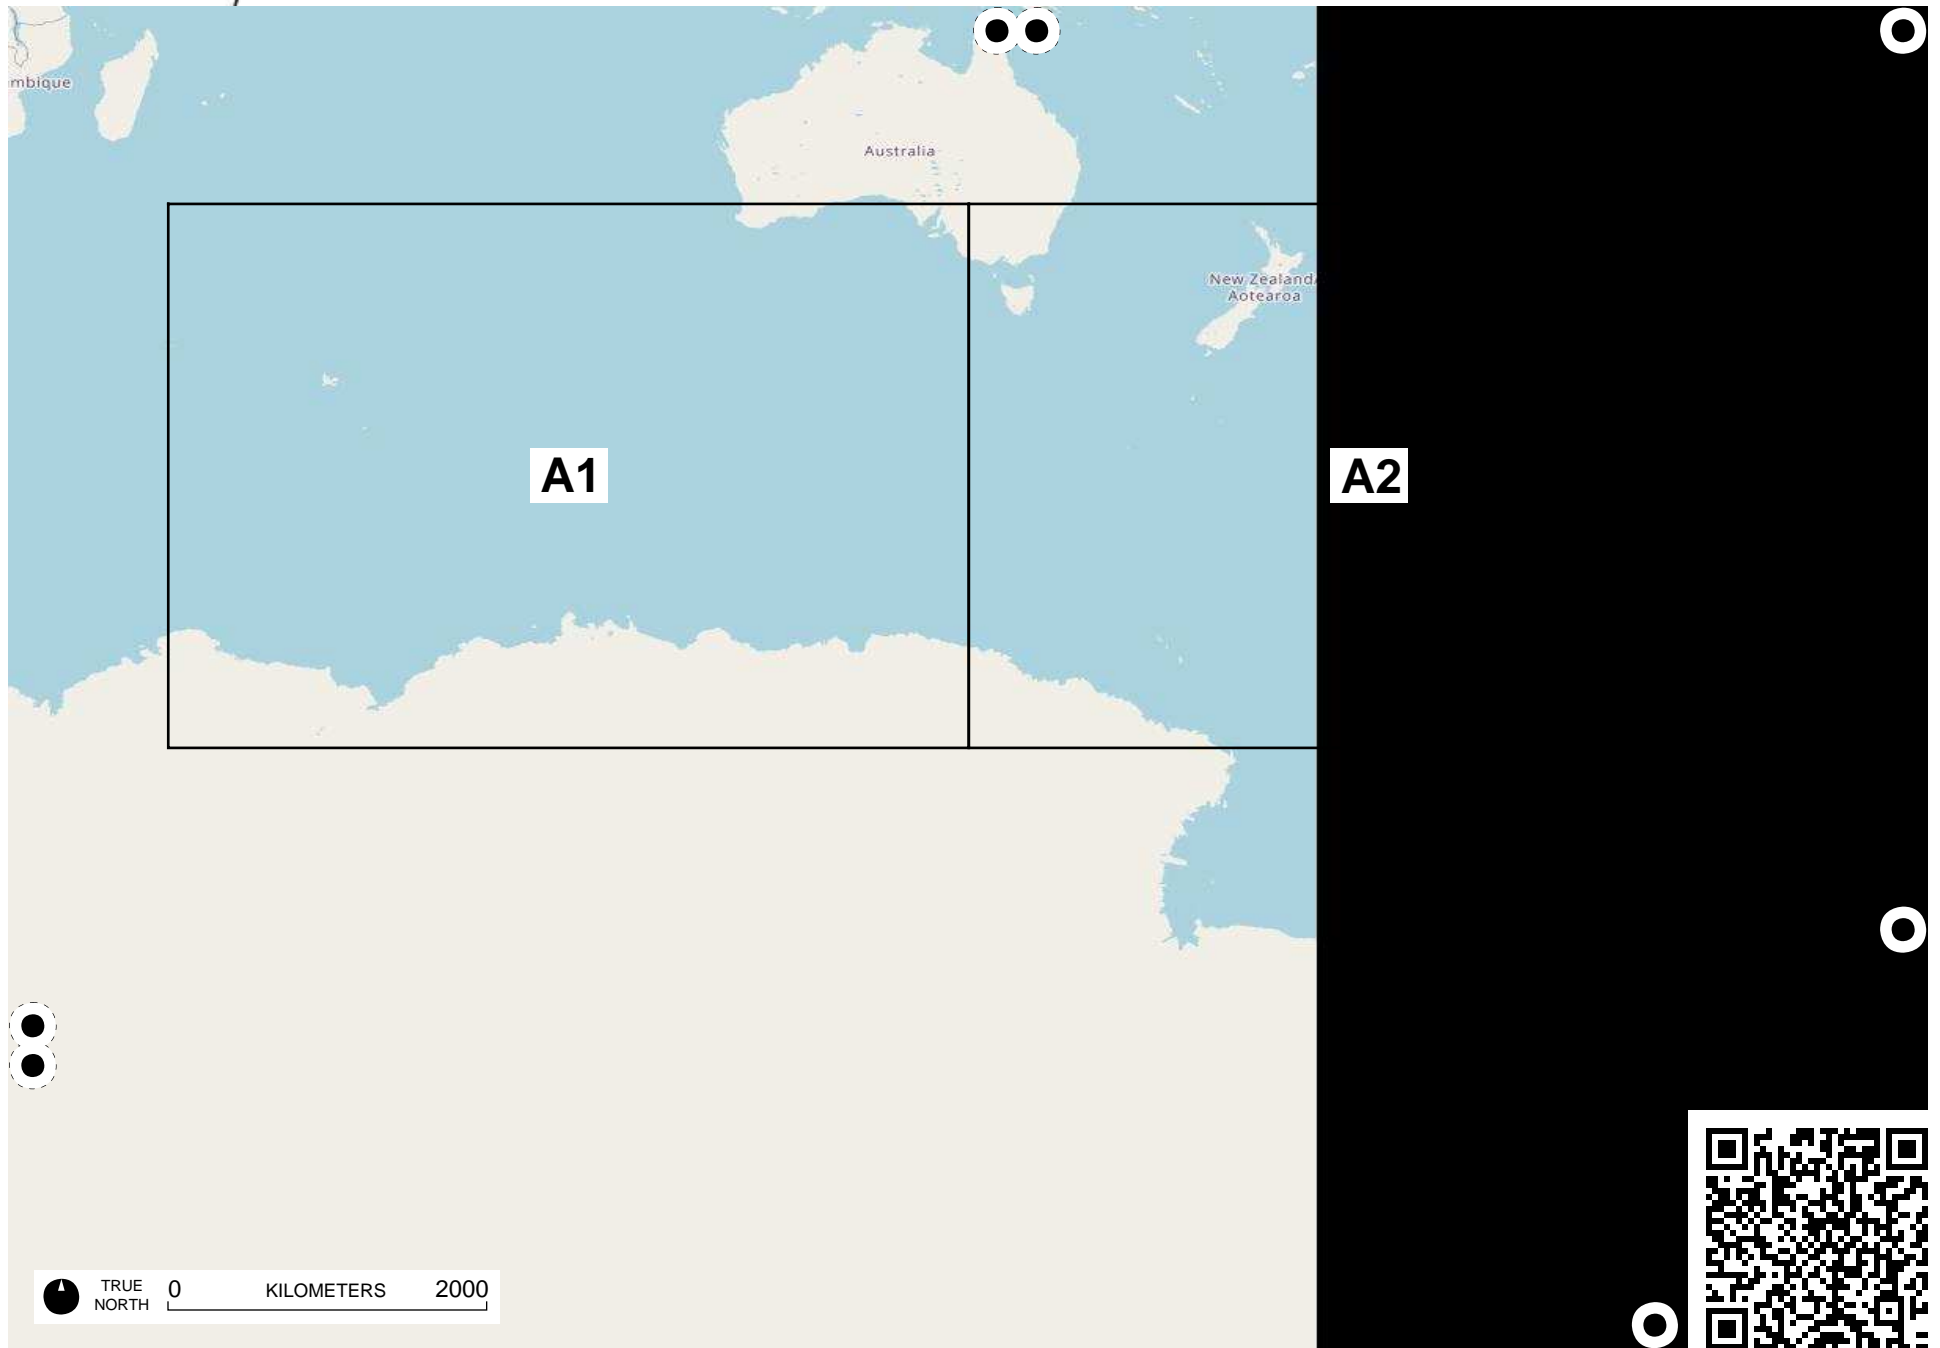 mbique
Australia
New Zealand/
Aotearoa
A1
A2
TRUE
NORTH
0
KILOMETERS
2000